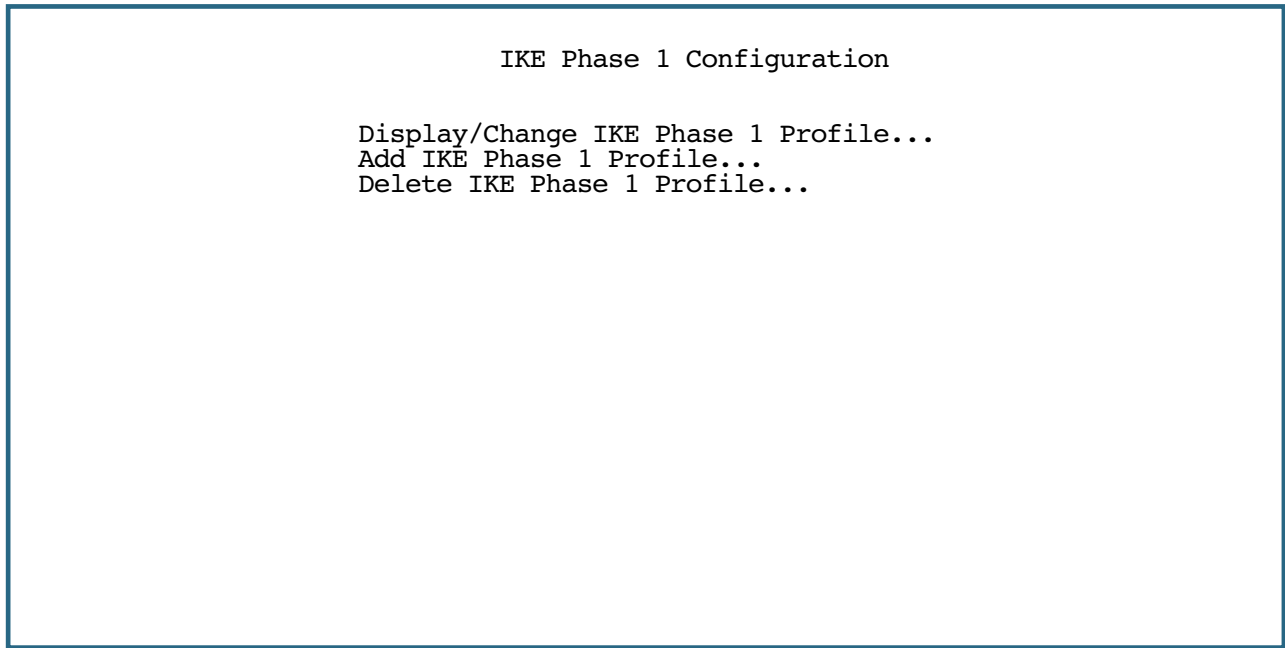 IKE Phase 1 Configuration
Display/Change IKE Phase 1 Profile...
Add IKE Phase 1 Profile...
Delete IKE Phase 1 Profile...